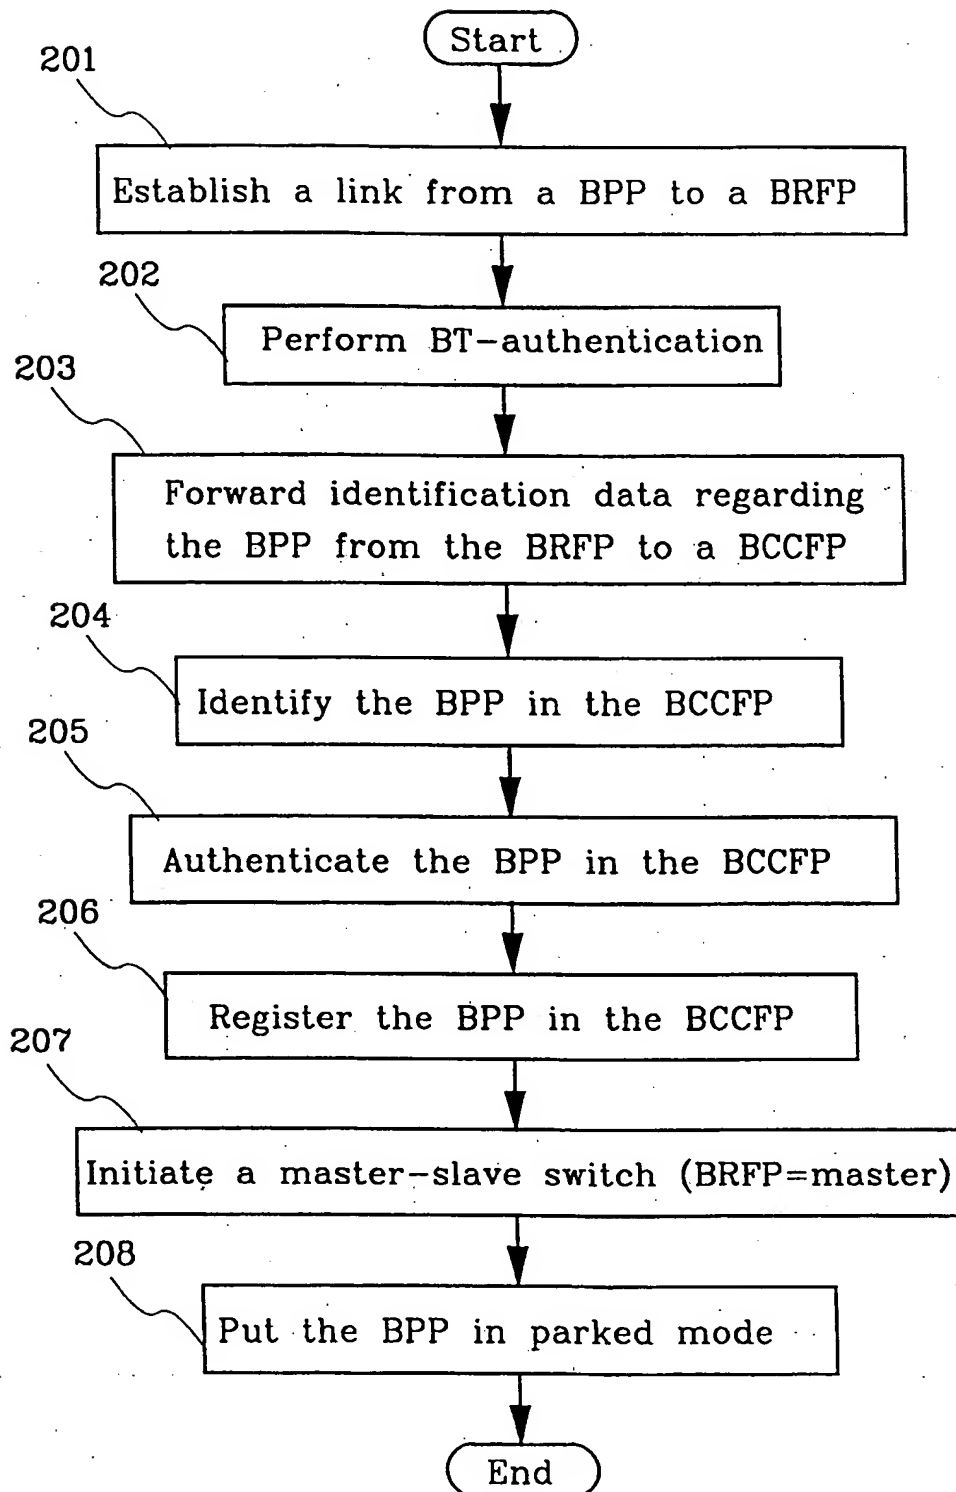 Start
201
Establish a link from a BPP to a BRFP
202
Perform BT-authentication
203
Forward identification data regarding
the BPP from the BRFP to a BCCFP
204
Identify the BPP in the BCCFP
205
Authenticate the BPP in the BCCFP
206
Register the BPP in the BCCFP
207
Initiate a master-slave switch (BRFP=master)
208
Put the BPP in parked mode
End